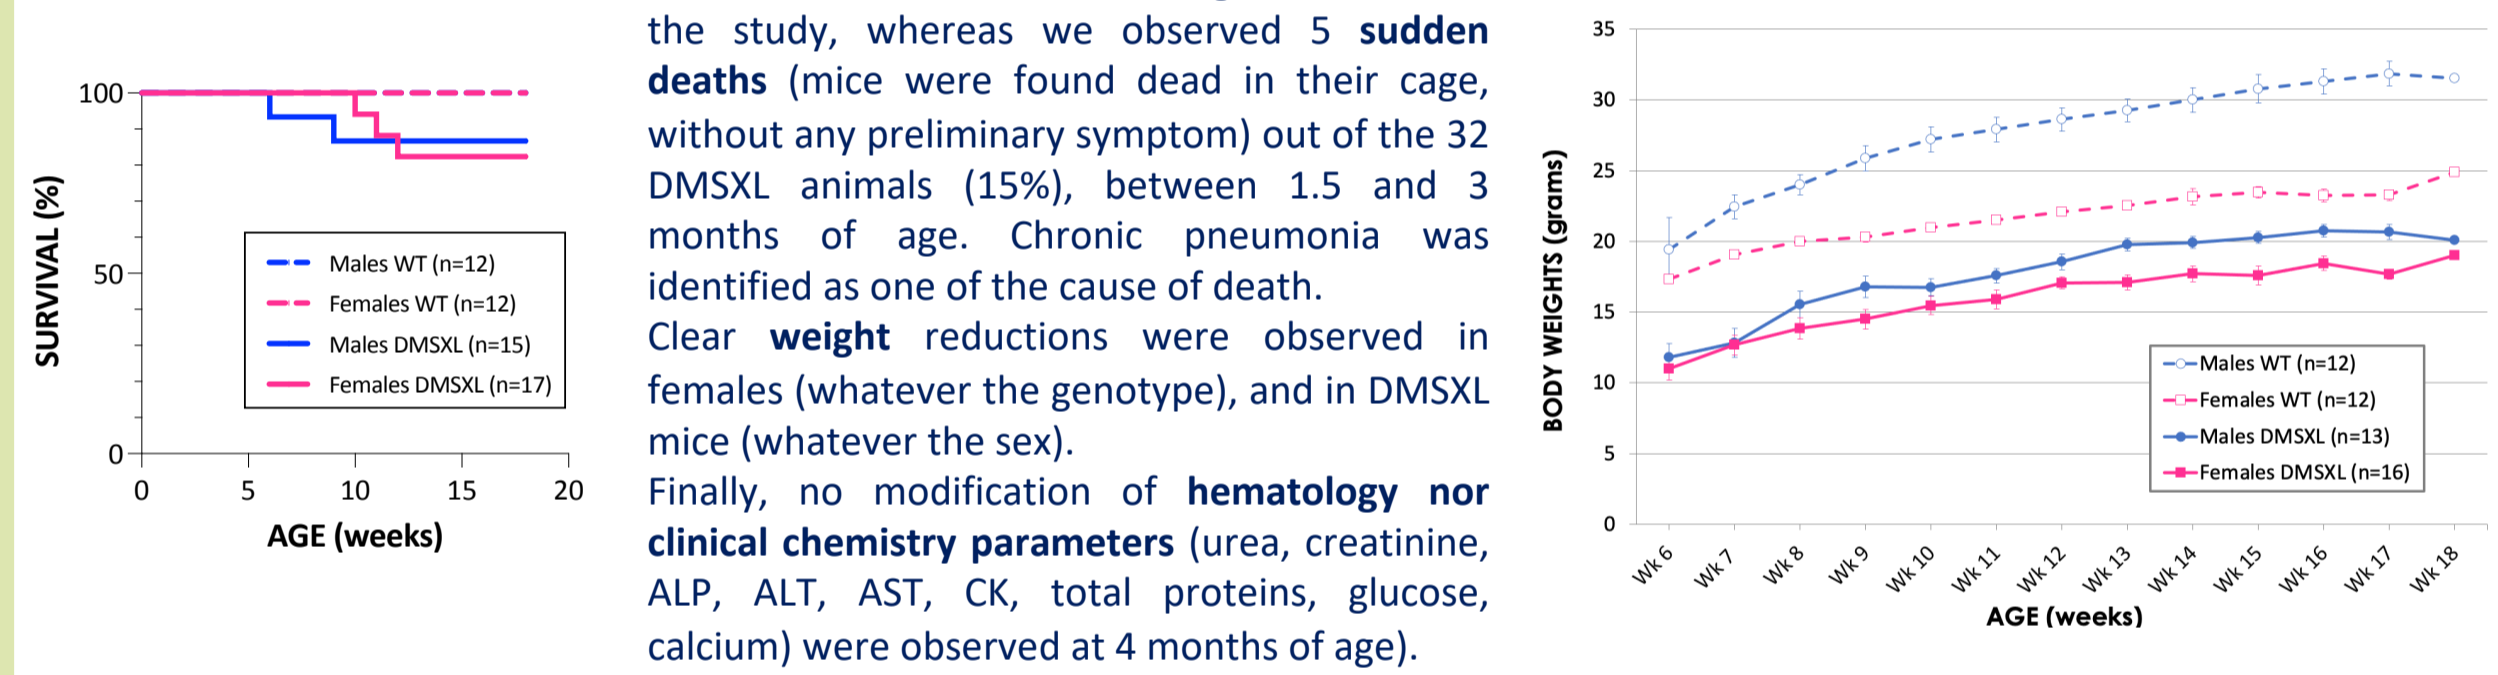 100
50
0
0
5
10
15
20
SURVIVAL (%)
AGE (weeks)
Males WT (n=12)
Females WT (n=12)
Males DMSXL (n=15)
Females DMSXL (n=17)
the study, whereas we observed 5 sudden
deaths (mice were found dead in their cage,
without any preliminary symptom) out of the 32
DMSXL animals (15%), between 1.5 and 3
months of age. Chronic pneumonia was
identified as one of the cause of death.
Clear weight reductions were observed in
females (whatever the genotype), and in DMSXL
mice (whatever the sex).
Finally, no modification of hematology nor
clinical chemistry parameters (urea, creatinine,
ALP, ALT, AST, CK, total proteins, glucose,
calcium) were observed at 4 months of age).
35
30
25
20
15
10
5
0
BODY WEIGHTS (grams)
Males WT (n=12)
Females WT (n=12)
Males DMSXL (n=13)
Females DMSXL (n=16)
Wk 6
Wk 7
Wk 8
Wk 9
Wk 10
Wk 11
Wk 12
Wk 13
Wk 14
Wk 15
Wk 16
Wk 17
Wk 18
AGE (weeks)